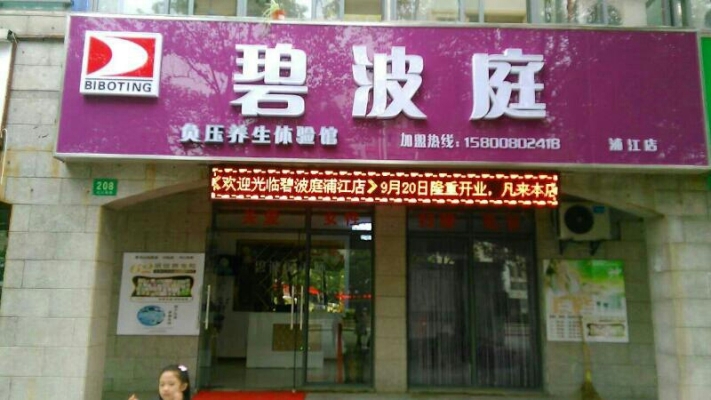 碧波庭
BIBOTING
负压养生体验馆
加盟热线:15800802418
浦江店
欢迎光临碧波庭浦江店 9月20日隆重开业，凡来本店
208